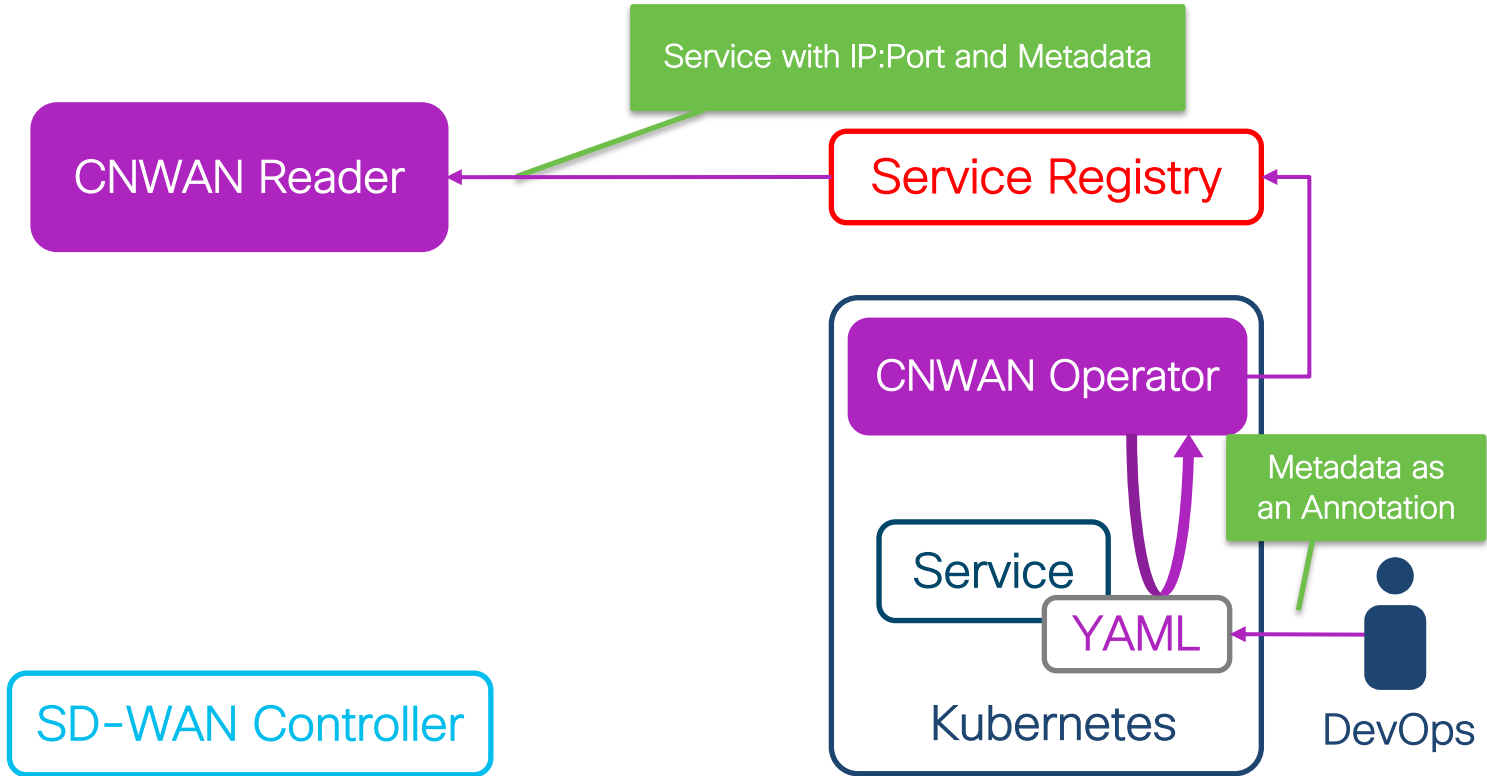 Service with IP:Port and Metadata
CNWAN Reader
Service Registry
CNWAN Operator
Metadata as
an Annotation
Service
YAML
SD-WAN Controller
Kubernetes
DevOps